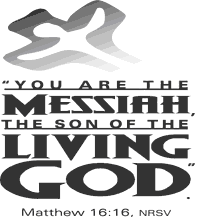 “YOU ARE THE
MESSIAH,
THE SON OF THE
LIVING
GOD”.
Matthew 16:16, NRSV